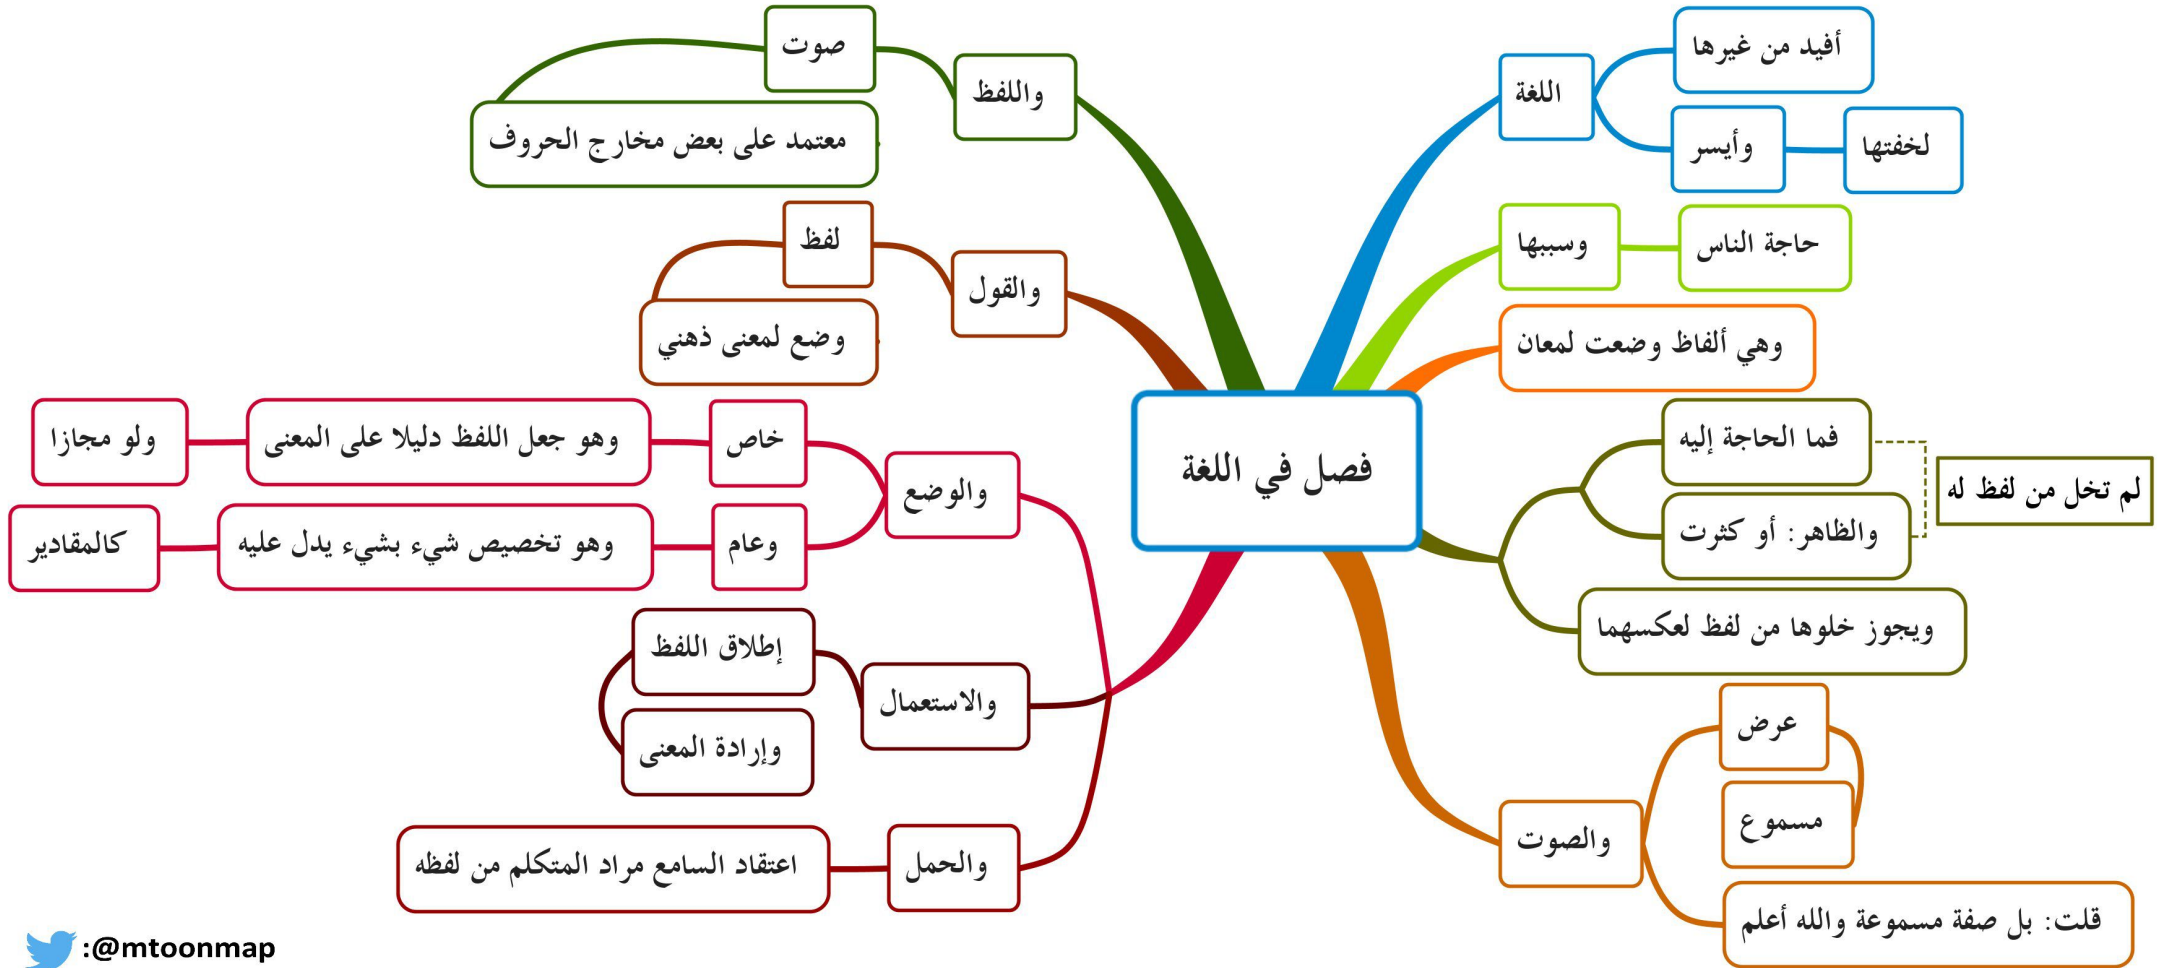 فصل في اللغة
اللغة
أفيد من غيرها
وأيسر
لخفتها
وسببها
حاجة الناس
وهي ألفاظ وضعت لمعان
فما الحاجة إليه
والظاهر: أو كثرت
لم تخل من لفظ له
ويجوز خلوها من لفظ لعكسهما
والصوت
عرض
مسموع
قلت: بل صفة مسموعة والله أعلم
واللفظ
صوت
معتمد على بعض مخارج الحروف
والقول
لفظ
وضع لمعنى ذهني
والوضع
خاص
وهو جعل اللفظ دليلا على المعنى
ولو مجازا
وعام
وهو تخصيص شيء بشيء يدل عليه
كالمقادير
والاستعمال
إطلاق اللفظ
وإرادة المعنى
والحمل
اعتقاد السامع مراد المتكلم من لفظه
:@mtoonmap